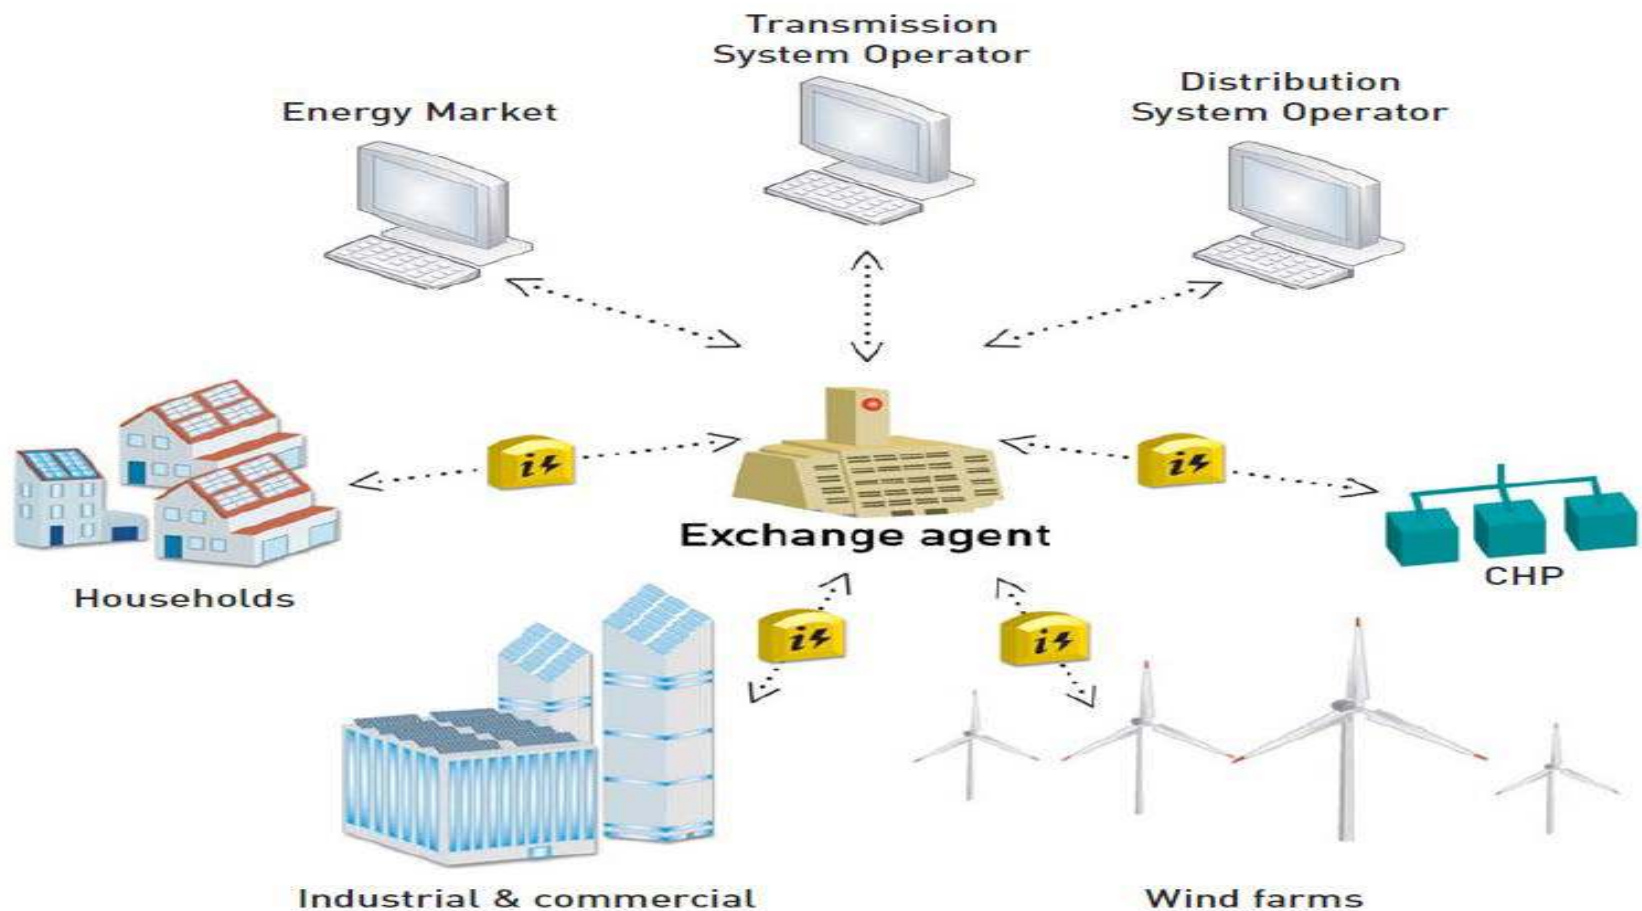 Transmission
System Operator
Energy Market
Distribution
System Operator
i
i
Exchange agent
CHP
Households
i
i
Industrial & commercial
Wind farms